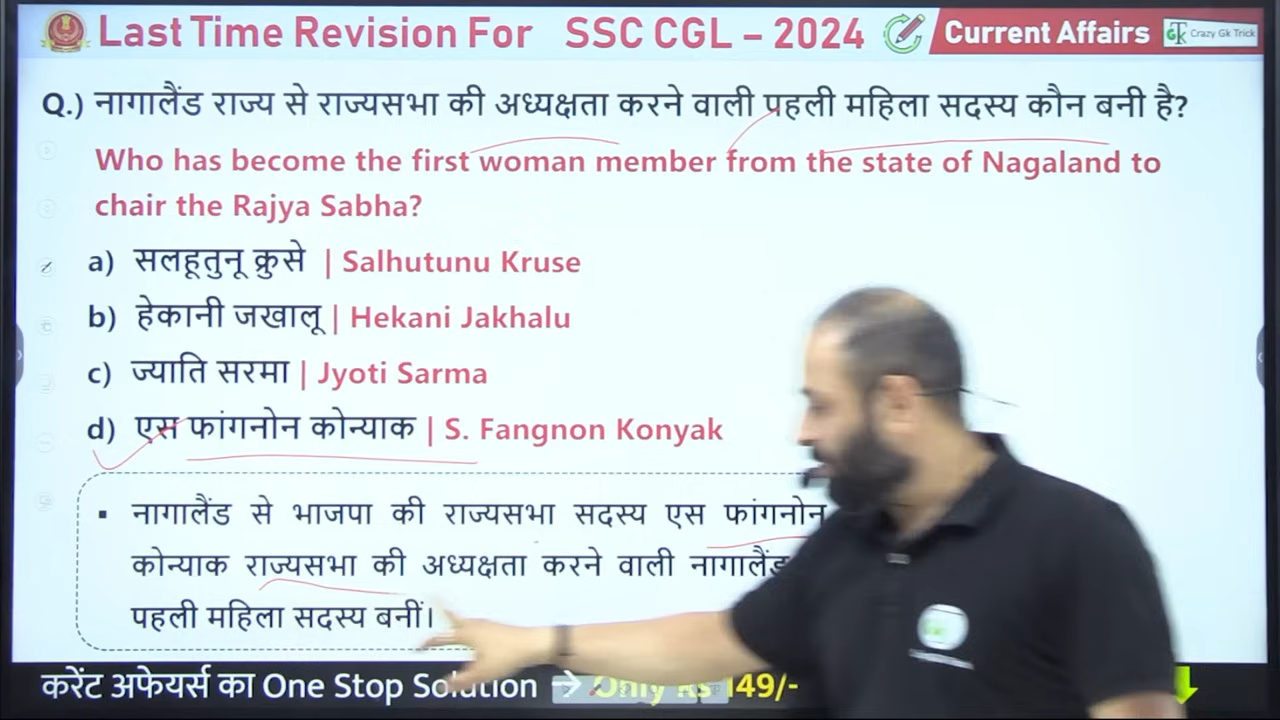 Last Time Revision For SSC CGL – 2024 Current Affairs Crazy Gk Trick
Q.) नागालैंड राज्य से राज्यसभा की अध्यक्षता करने वाली पहली महिला सदस्य कौन बनी है?
Who has become the first woman member from the state of Nagaland to
chair the Rajya Sabha?
a) सलहूतुनू क्रुसे | Salhutunu Kruse
b) हेकानी जखालू | Hekani Jakhalu
c) ज्याति सरमा | Jyoti Sarma
d) एस फांगनोन कोन्याक | S. Fangnon Konyak
▪ नागालैंड से भाजपा की राज्यसभा सदस्य एस फांगनोन
कोन्याक राज्यसभा की अध्यक्षता करने वाली नागालैंड
पहली महिला सदस्य बनीं।
करेंट अफेयर्स का One Stop Solution → Only Rs 149/-